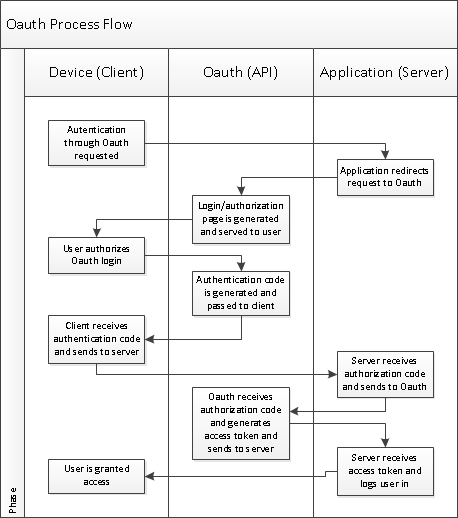 Oauth Process Flow
Device (Client)
Oauth (API)
Application (Server)
Autentication
through Oauth
requested
Application redirects
request to Oauth
Login/authorization
page is generated
and served to user
User authorizes
Oauth login
Authentication code
is generated and
passed to client
Client receives
authentication code
and sends to server
Server receives
authorization code
and sends to Oauth
Oauth receives
authorization code
and generates
access token and
sends to server
Server receives
access token and
logs user in
User is granted
access
Phase